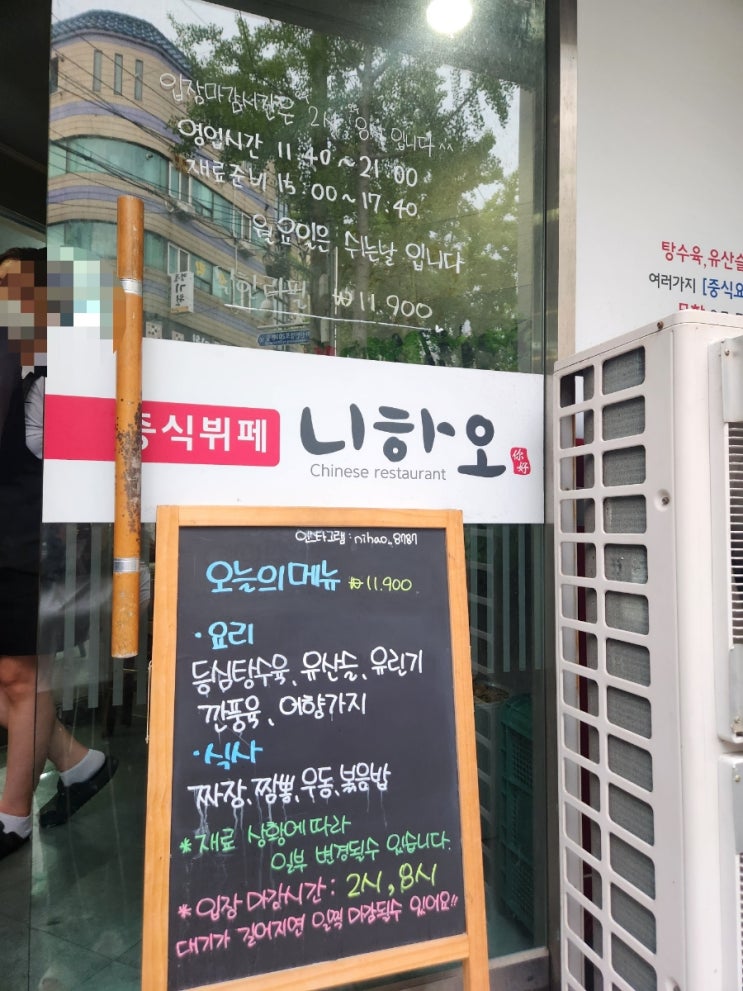 입장마감시간은 2시, 8시 입니다^^
영업시간 11.40~21.00
재료준비 15.00~17.40
월요일은 쉬는날 입니다
₩11.900
탕수육,유산슬
여러가지 [중식요
중식뷔페 니하오
你好
Chinese restaurant
인스타그램 : nihao_8787
오늘의메뉴 ₩11.900
·요리
등심탕수육、유산슬、유린기
깐풍육、어향가지
·식사
짜장、짬뽕、우동、볶음밥
*재료 상황에따라
일부 변경될수 있습니다.
*입장 마감시간: 2시, 8시
대기가 길어지면 일찍 마감될수 있어요!!